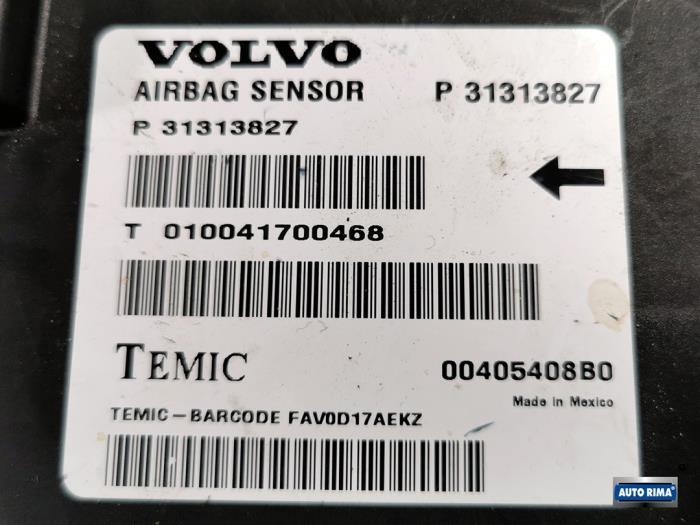 VOLVO
AIRBAG SENSOR P 31313827
P 31313827
T 010041700468
TEMIC 00405408B0
Made in Mexico
TEMIC-BARCODE FAV0D17AEKZ
AUTO RIMA